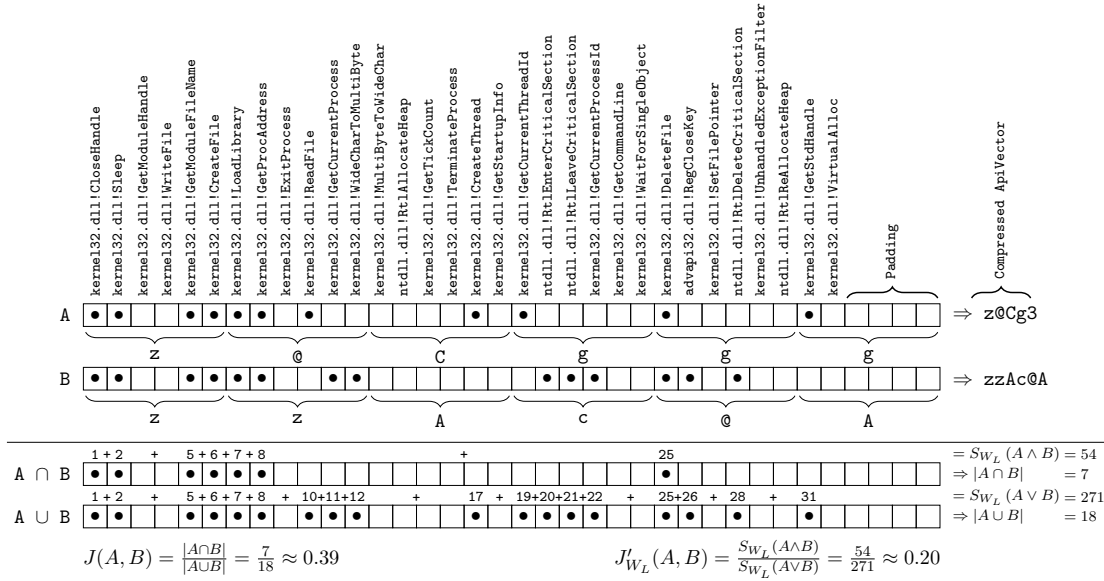 kernel32.dll!CloseHandle
kernel32.dll!Sleep
kernel32.dll!GetModuleHandle
kernel32.dll!WriteFile
kernel32.dll!GetModuleFileName
kernel32.dll!CreateFile
kernel32.dll!LoadLibrary
kernel32.dll!GetProcAddress
kernel32.dll!ExitProcess
kernel32.dll!ReadFile
kernel32.dll!GetCurrentProcess
kernel32.dll!WideCharToMultiByte
kernel32.dll!MultiByteToWideChar
ntdll.dll!RtlAllocateHeap
kernel32.dll!GetTickCount
kernel32.dll!TerminateProcess
kernel32.dll!CreateThread
kernel32.dll!GetStartupInfo
kernel32.dll!GetCurrentThreadId
ntdll.dll!RtlEnterCriticalSection
ntdll.dll!RtlLeaveCriticalSection
kernel32.dll!GetCurrentProcessId
kernel32.dll!GetCommandLine
kernel32.dll!WaitForSingleObject
kernel32.dll!DeleteFile
advapi32.dll!RegCloseKey
kernel32.dll!SetFilePointer
ntdll.dll!RtlDeleteCriticalSection
kernel32.dll!UnhandledExceptionFilter
ntdll.dll!RtlReAllocateHeap
kernel32.dll!GetStdHandle
kernel32.dll!VirtualAlloc
Padding
Compressed ApiVector
A ⇒ z@Cg3
z @ C g g g
B ⇒ zzAc@A
z z A c @ A
1 + 2 + 5 + 6 + 7 + 8 + 25 = S_{W_L}(A ∧ B) = 54
A ∩ B ⇒ |A ∩ B| = 7
1 + 2 + 5 + 6 + 7 + 8 + 10+11+12 + 17 + 19+20+21+22 + 25+26 + 28 + 31 = S_{W_L}(A ∨ B) = 271
A ∪ B ⇒ |A ∪ B| = 18
J(A, B) = |A∩B| / |A∪B| = 7/18 ≈ 0.39
J′_{W_L}(A, B) = S_{W_L}(A∧B) / S_{W_L}(A∨B) = 54/271 ≈ 0.20